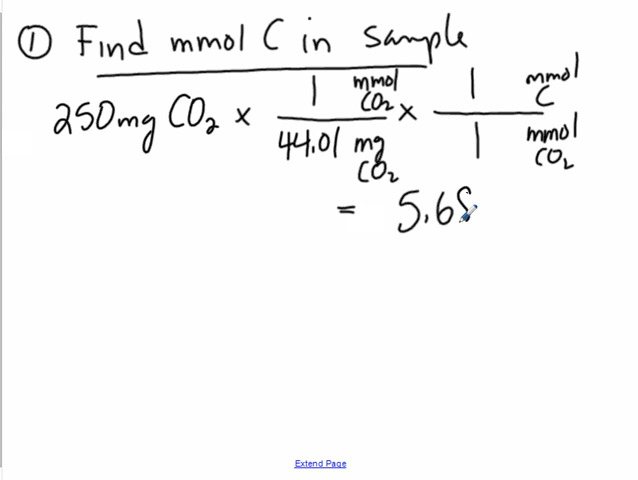 ① Find mmol C in sample
250mg CO₂ × 1 mmol CO₂ / 44.01 mg CO₂ × 1 mmol C / 1 mmol CO₂
= 5.68
Extend Page